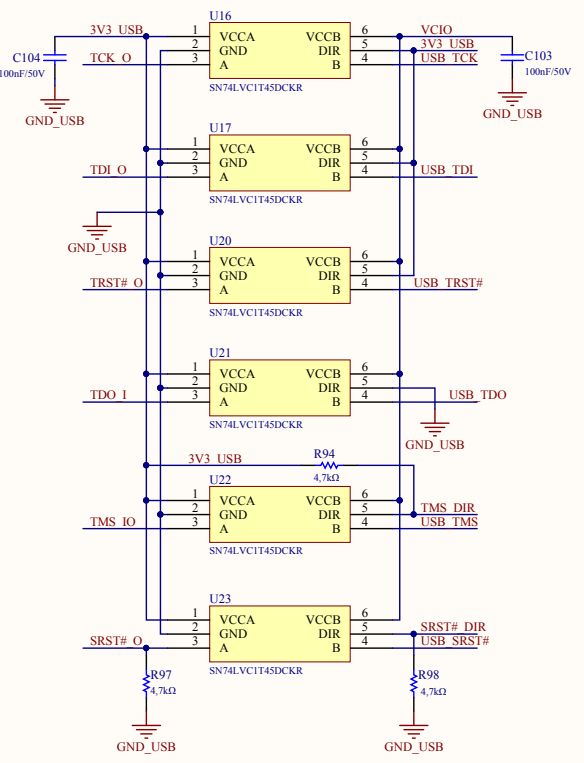 U16
3V3_USB 1 VCCA VCCB 6 VCIO
2 GND DIR 5 3V3_USB
C104 TCK_O 3 A B 4 USB_TCK C103
100nF/50V SN74LVC1T45DCKR 100nF/50V
GND_USB GND_USB
U17
1 VCCA VCCB 6
2 GND DIR 5
TDI_O 3 A B 4 USB_TDI
SN74LVC1T45DCKR
GND_USB
U20
1 VCCA VCCB 6
2 GND DIR 5
TRST#_O 3 A B 4 USB_TRST#
SN74LVC1T45DCKR
U21
1 VCCA VCCB 6
2 GND DIR 5
TDO_I 3 A B 4 USB_TDO
SN74LVC1T45DCKR
GND_USB
3V3_USB R94
4,7kΩ
U22
1 VCCA VCCB 6
2 GND DIR 5 TMS_DIR
TMS_IO 3 A B 4 USB_TMS
SN74LVC1T45DCKR
U23
1 VCCA VCCB 6
2 GND DIR 5 SRST#_DIR
SRST#_O 3 A B 4 USB_SRST#
SN74LVC1T45DCKR
R97 R98
4,7kΩ 4,7kΩ
GND_USB GND_USB